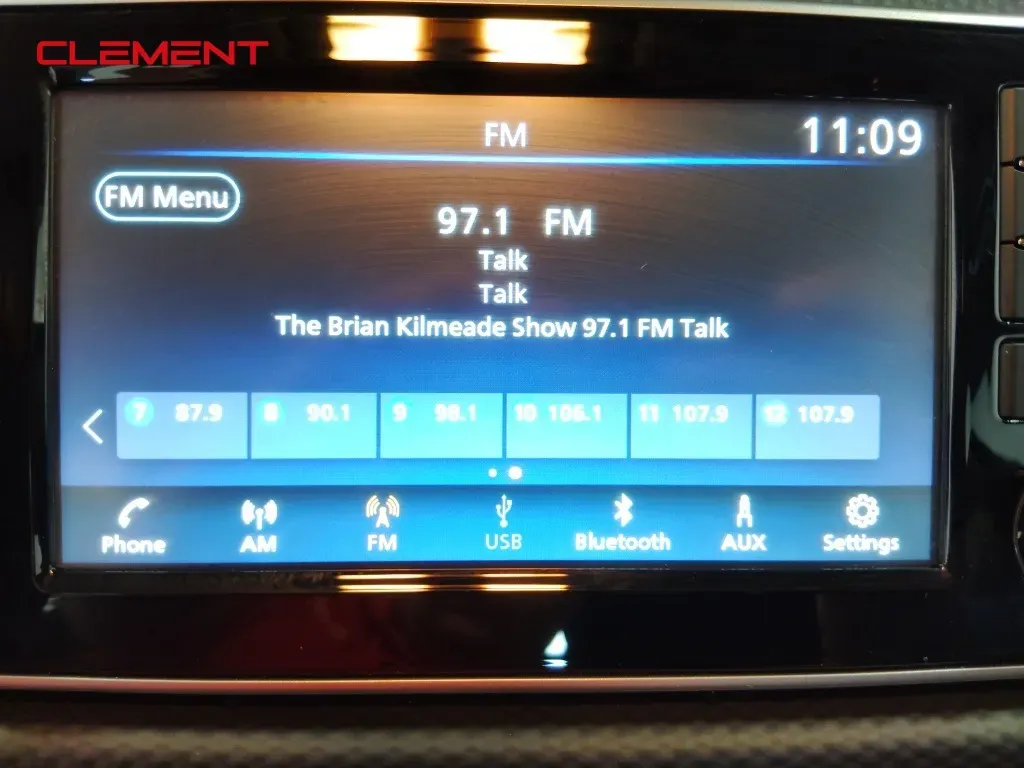 CLEMENT
FM
11:09
FM Menu
97.1 FM
Talk
Talk
The Brian Kilmeade Show 97.1 FM Talk
7 87.9
8 90.1
9 98.1
10 106.1
11 107.9
12 107.9
Phone
AM
FM
USB
Bluetooth
AUX
Settings